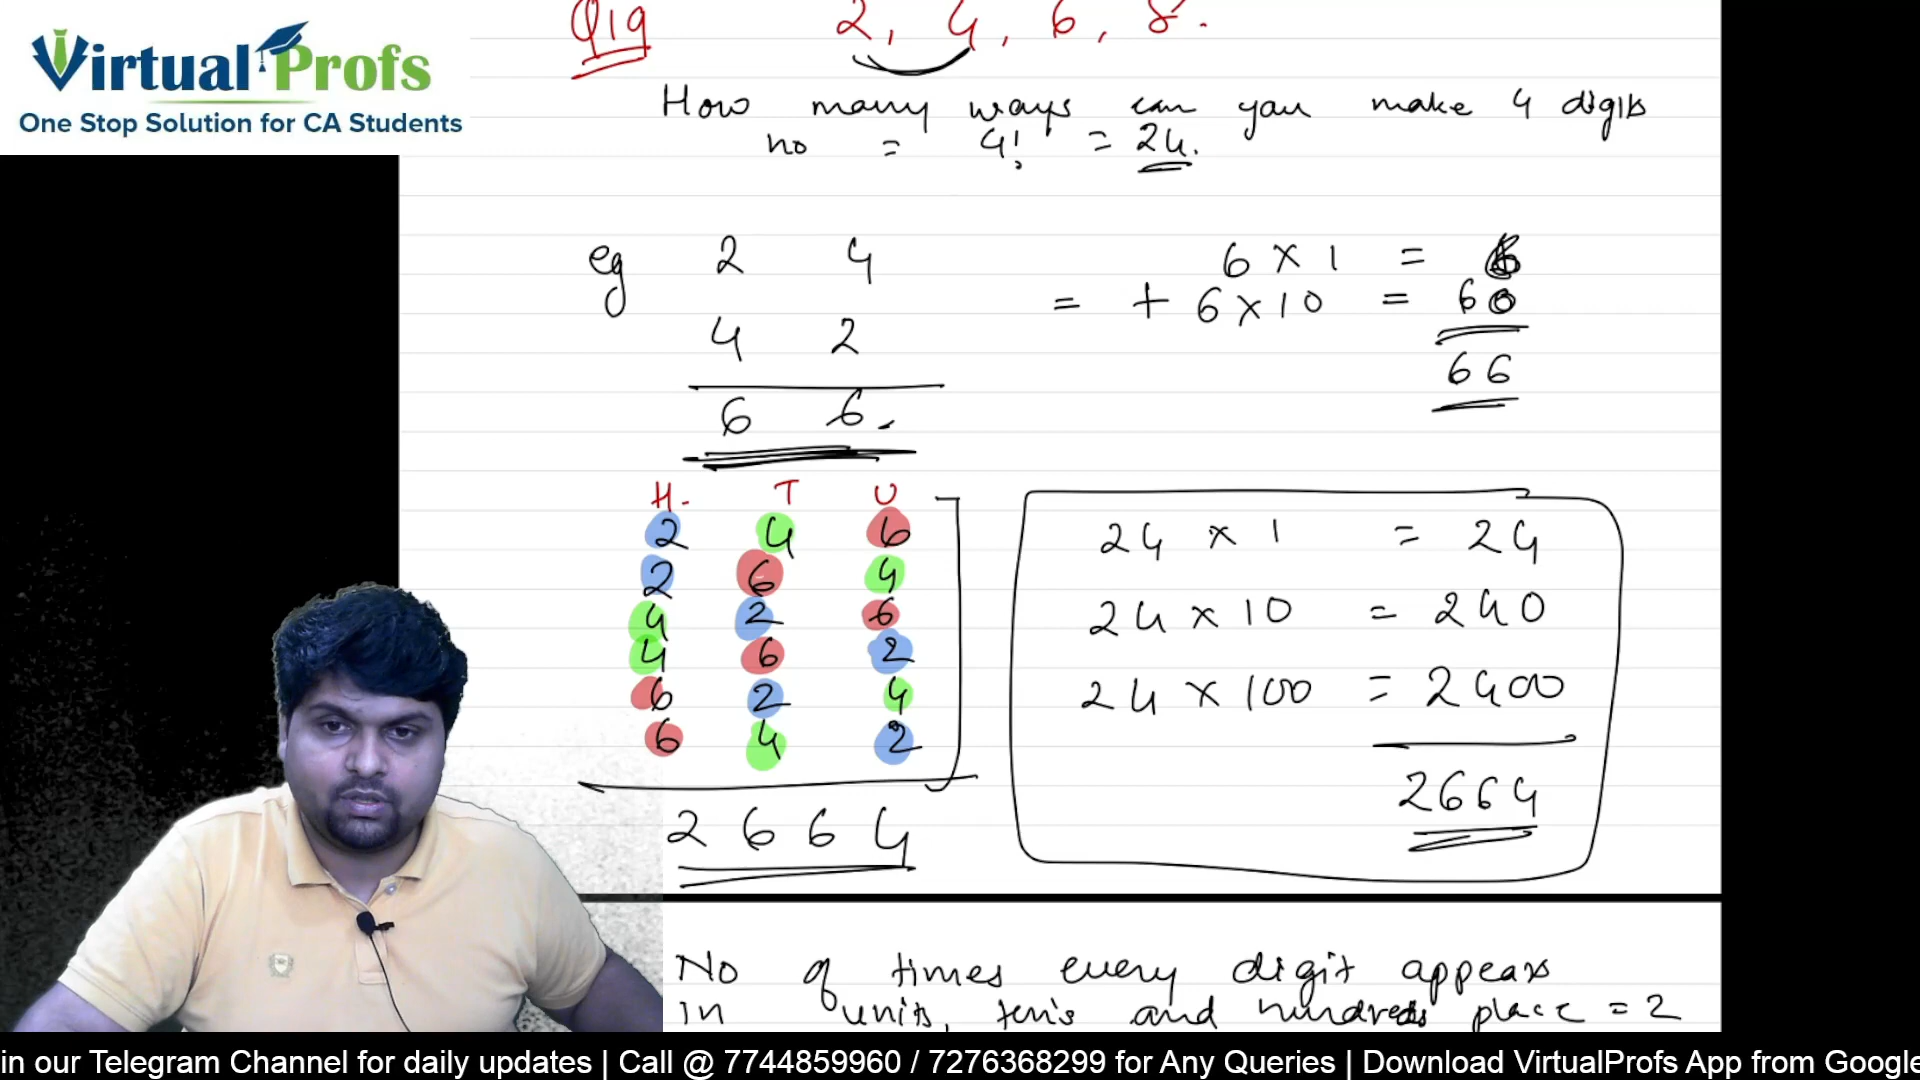 Virtual Profs
One Stop Solution for CA Students
Q19 2, 4, 6, 8.
How many ways can you make 4 digits
no = 4! = 24.
eg 2 4
4 2
6 6.
6 × 1 = 6
= + 6 × 10 = 60
66
H. T U
2 4 6
2 6 4
4 2 6
4 6 2
6 2 4
6 4 2
2664
24 × 1 = 24
24 × 10 = 240
24 × 100 = 2400
2664
No of times every digit appears
in units, ten's and hundreds place = 2
in our Telegram Channel for daily updates | Call @ 7744859960 / 7276368299 for Any Queries | Download VirtualProfs App from Google